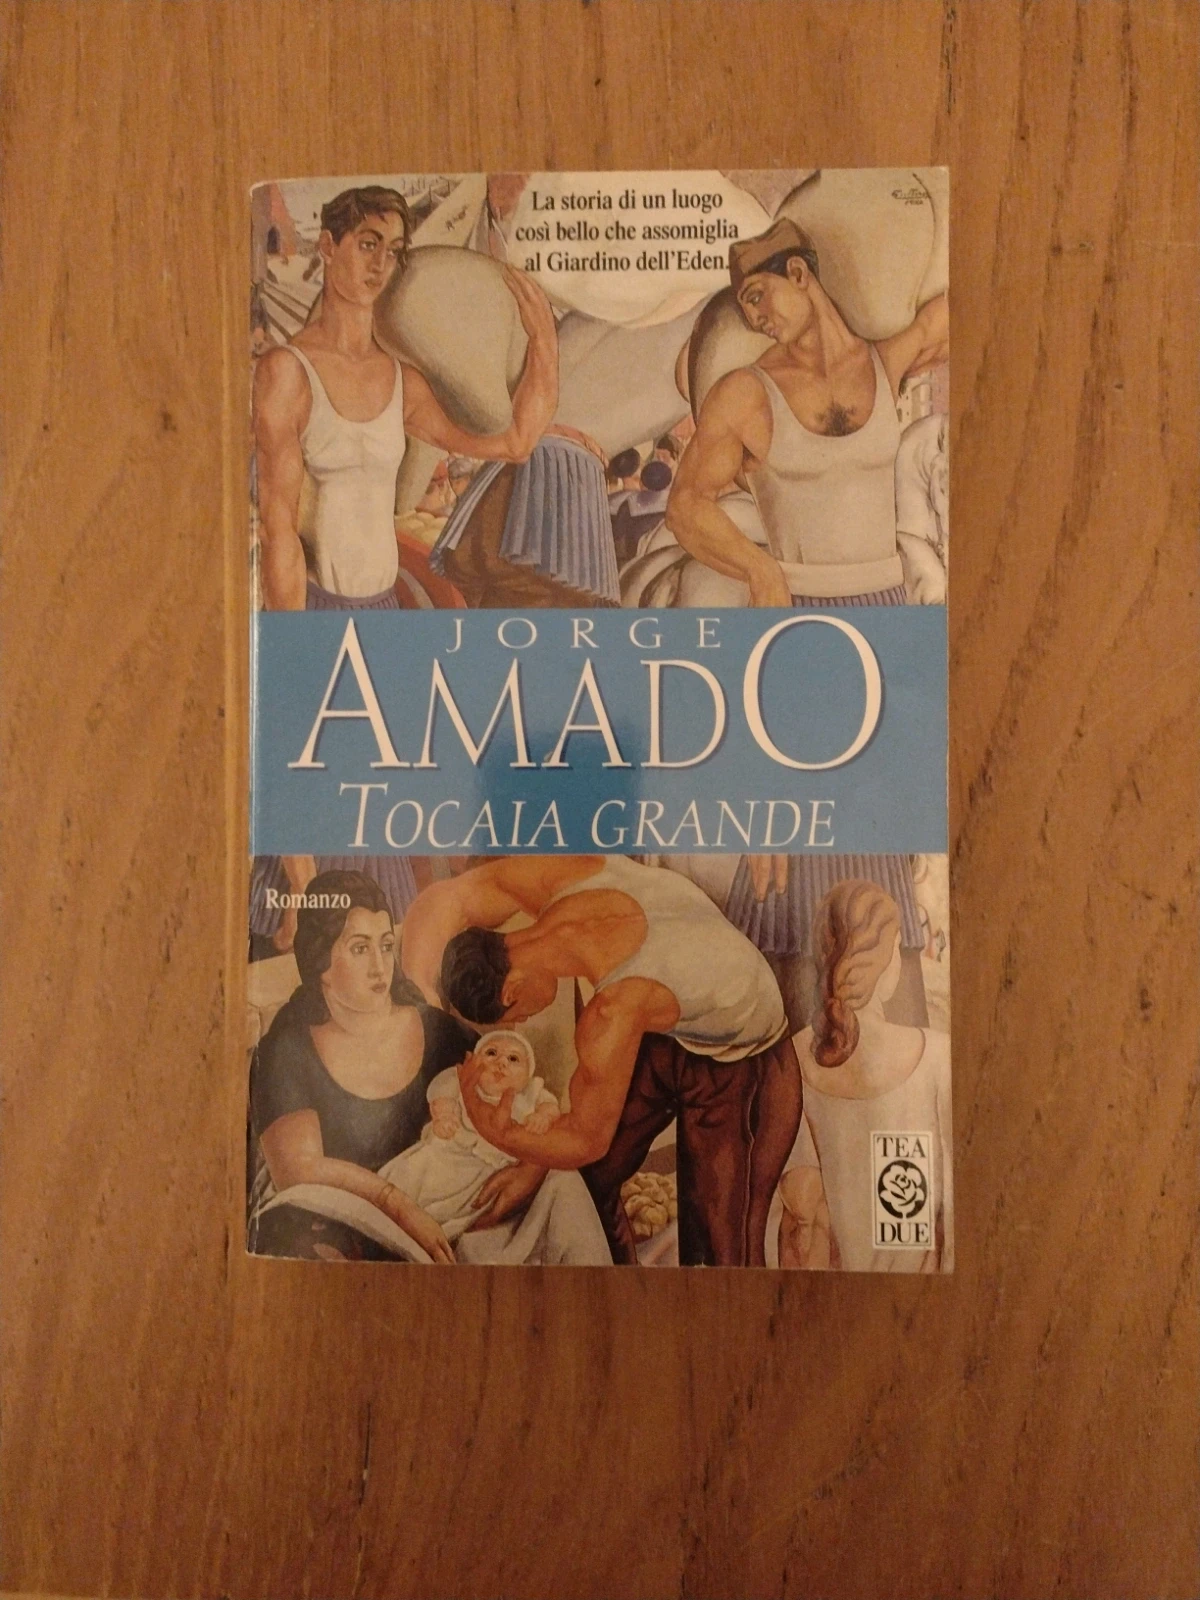 La storia di un luogo
così bello che assomiglia
al Giardino dell'Eden.
JORGE
AMADO
TOCAIA GRANDE
Romanzo
TEA
DUE